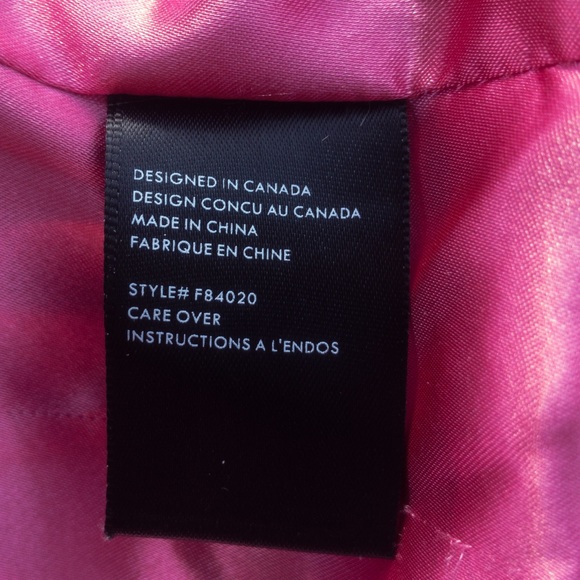 DESIGNED IN CANADA
DESIGN CONCU AU CANADA
MADE IN CHINA
FABRIQUE EN CHINE
STYLE# F84020
CARE OVER
INSTRUCTIONS A L'ENDOS